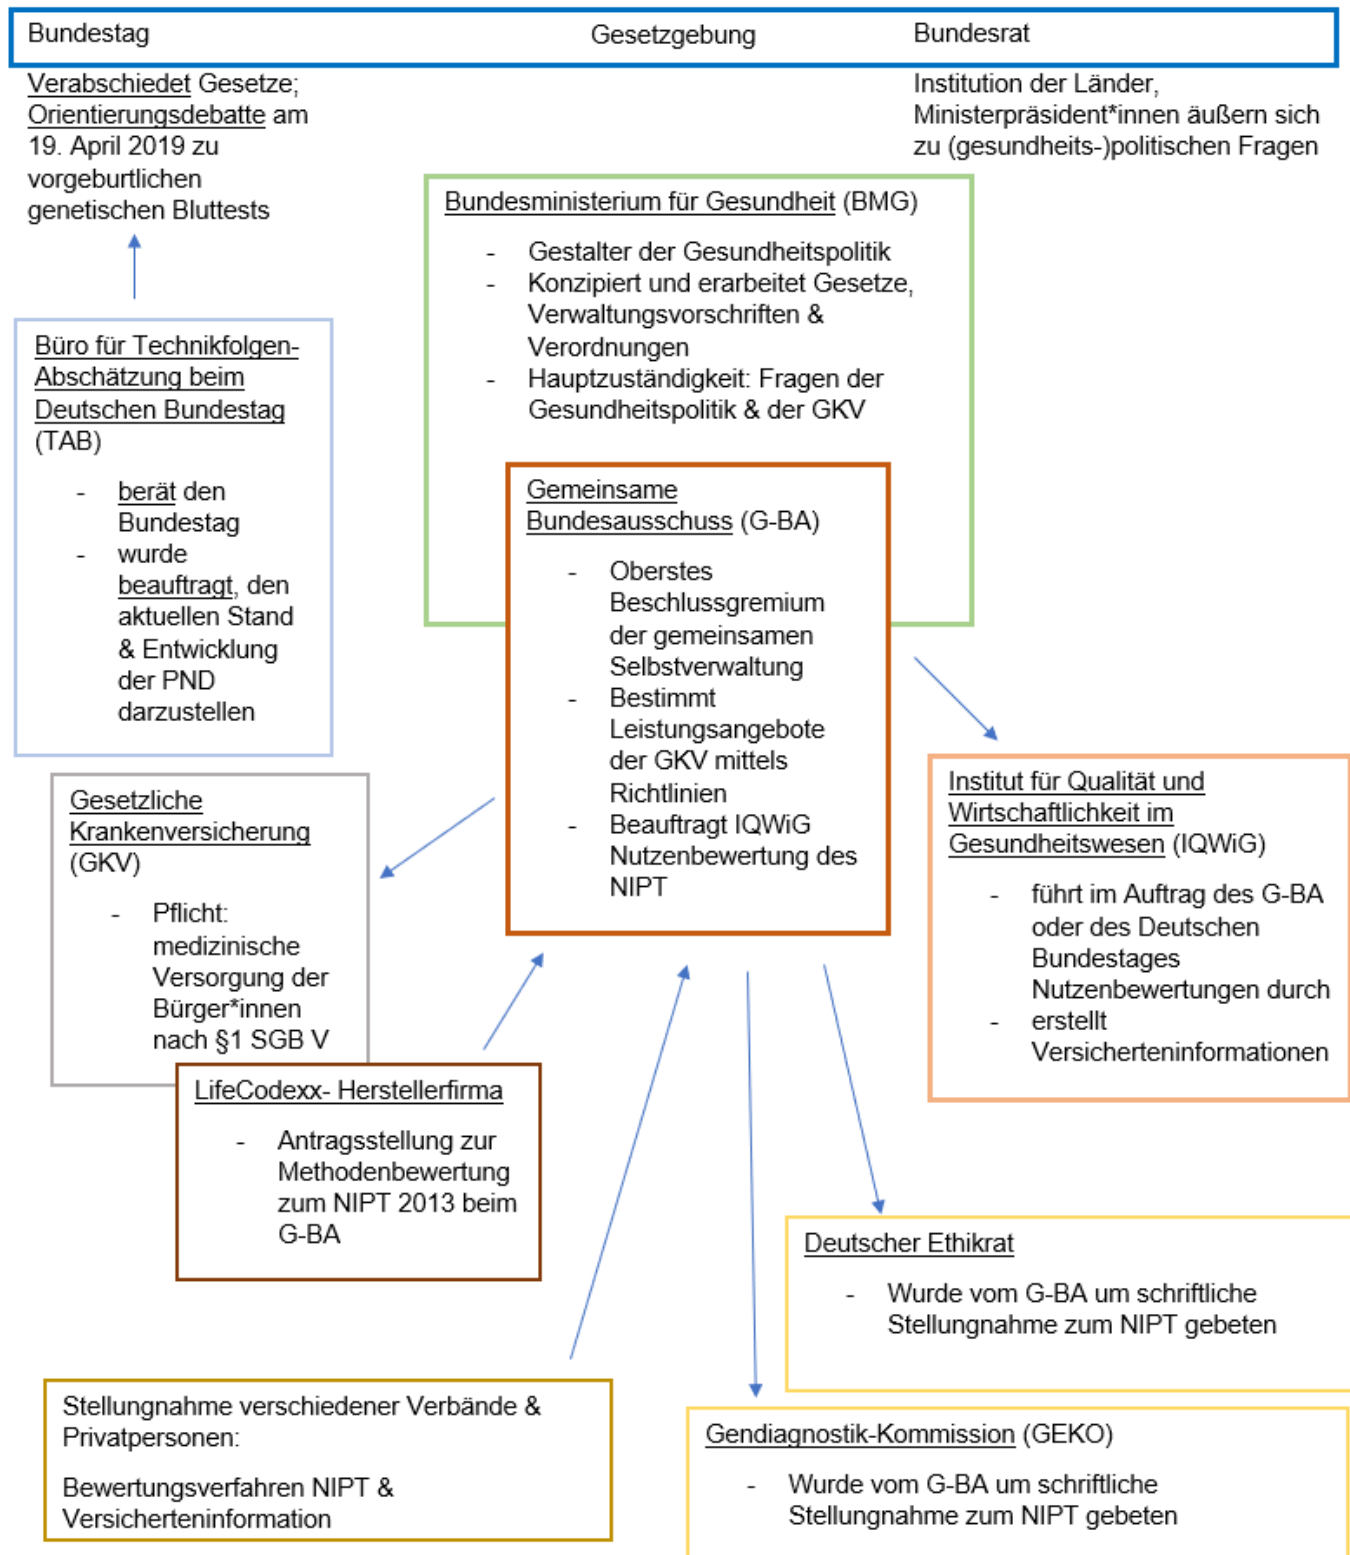 Bundestag
Gesetzgebung
Bundesrat
Verabschiedet Gesetze;
Orientierungsdebatte am
19. April 2019 zu
vorgeburtlichen
genetischen Bluttests
Institution der Länder,
Ministerpräsident*innen äußern sich
zu (gesundheits-)politischen Fragen
Bundesministerium für Gesundheit (BMG)
- Gestalter der Gesundheitspolitik
- Konzipiert und erarbeitet Gesetze,
Verwaltungsvorschriften &
Verordnungen
- Hauptzuständigkeit: Fragen der
Gesundheitspolitik & der GKV
Büro für Technikfolgen-
Abschätzung beim
Deutschen Bundestag
(TAB)
- berät den
Bundestag
- wurde
beauftragt, den
aktuellen Stand
& Entwicklung
der PND
darzustellen
Gemeinsame
Bundesausschuss (G-BA)
- Oberstes
Beschlussgremium
der gemeinsamen
Selbstverwaltung
- Bestimmt
Leistungsangebote
der GKV mittels
Richtlinien
- Beauftragt IQWiG
Nutzenbewertung des
NIPT
Gesetzliche
Krankenversicherung
(GKV)
- Pflicht:
medizinische
Versorgung der
Bürger*innen
nach §1 SGB V
Institut für Qualität und
Wirtschaftlichkeit im
Gesundheitswesen (IQWiG)
- führt im Auftrag des G-BA
oder des Deutschen
Bundestages
Nutzenbewertungen durch
- erstellt
Versicherteninformationen
LifeCodexx- Herstellerfirma
- Antragsstellung zur
Methodenbewertung
zum NIPT 2013 beim
G-BA
Deutscher Ethikrat
- Wurde vom G-BA um schriftliche
Stellungnahme zum NIPT gebeten
Stellungnahme verschiedener Verbände &
Privatpersonen:
Bewertungsverfahren NIPT &
Versicherteninformation
Gendiagnostik-Kommission (GEKO)
- Wurde vom G-BA um schriftliche
Stellungnahme zum NIPT gebeten